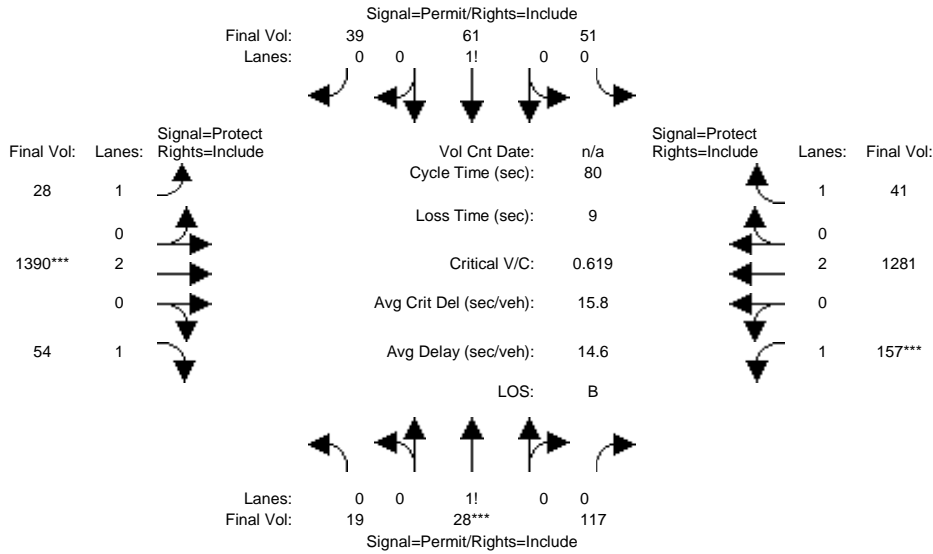 Signal=Permit/Rights=Include
Final Vol: 39 61 51
Lanes: 0 0 1! 0 0
Signal=Protect Signal=Protect
Final Vol: Lanes: Rights=Include Vol Cnt Date: n/a Rights=Include Lanes: Final Vol:
Cycle Time (sec): 80
28 1 1 41
Loss Time (sec): 9
0 0
1390*** 2 Critical V/C: 0.619 2 1281
0 Avg Crit Del (sec/veh): 15.8 0
54 1 Avg Delay (sec/veh): 14.6 1 157***
LOS: B
Lanes: 0 0 1! 0 0
Final Vol: 19 28*** 117
Signal=Permit/Rights=Include